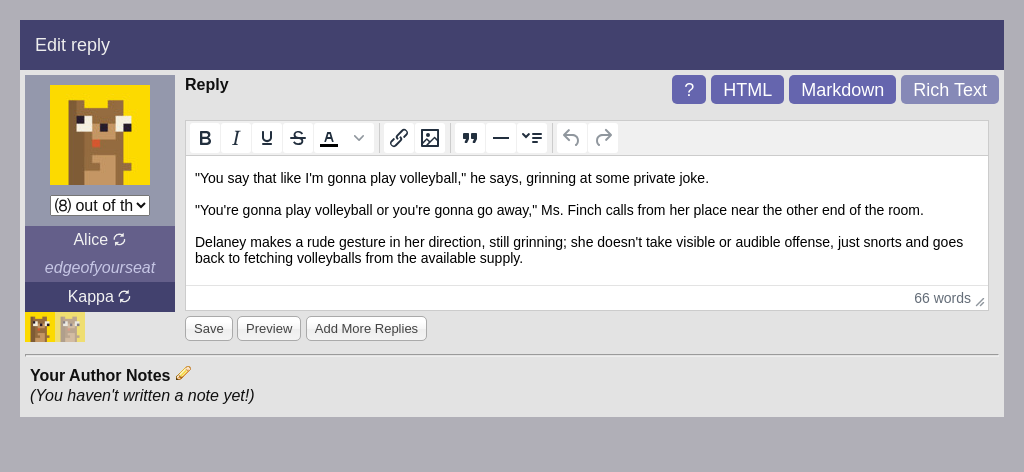 Edit reply
Reply
?
HTML
Markdown
Rich Text
(8) out of th
Alice
edgeofyourseat
Kappa
B I U S A
"You say that like I'm gonna play volleyball," he says, grinning at some private joke.
"You're gonna play volleyball or you're gonna go away," Ms. Finch calls from her place near the other end of the room.
Delaney makes a rude gesture in her direction, still grinning; she doesn't take visible or audible offense, just snorts and goes
back to fetching volleyballs from the available supply.
66 words
Save
Preview
Add More Replies
Your Author Notes
(You haven't written a note yet!)